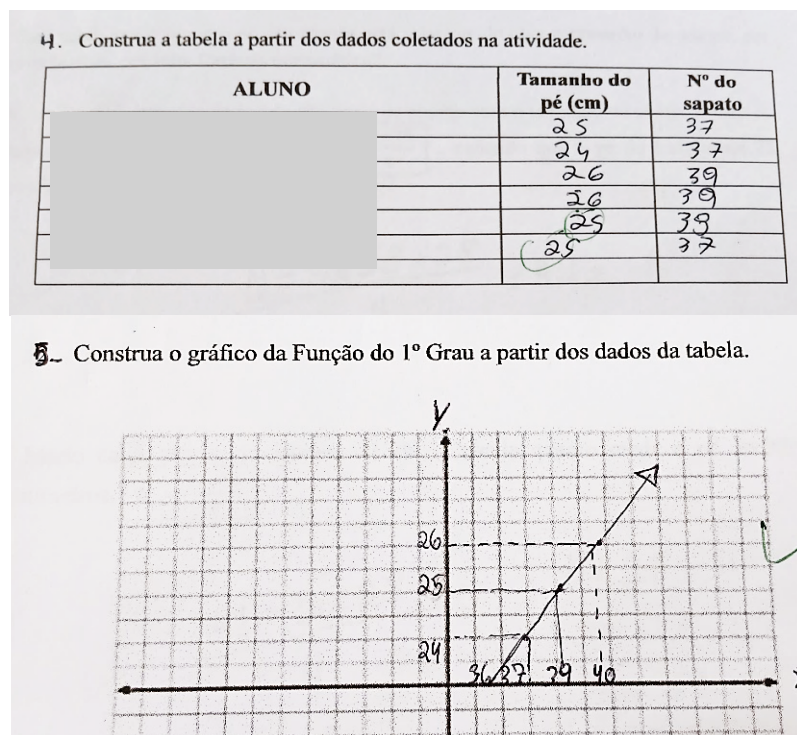 4. Construa a tabela a partir dos dados coletados na atividade.
ALUNO Tamanho do pé (cm) Nº do sapato
25 37
24 37
26 39
26 39
25 39
25 37
5- Construa o gráfico da Função do 1º Grau a partir dos dados da tabela.
y
26
25
24
36 37 39 40